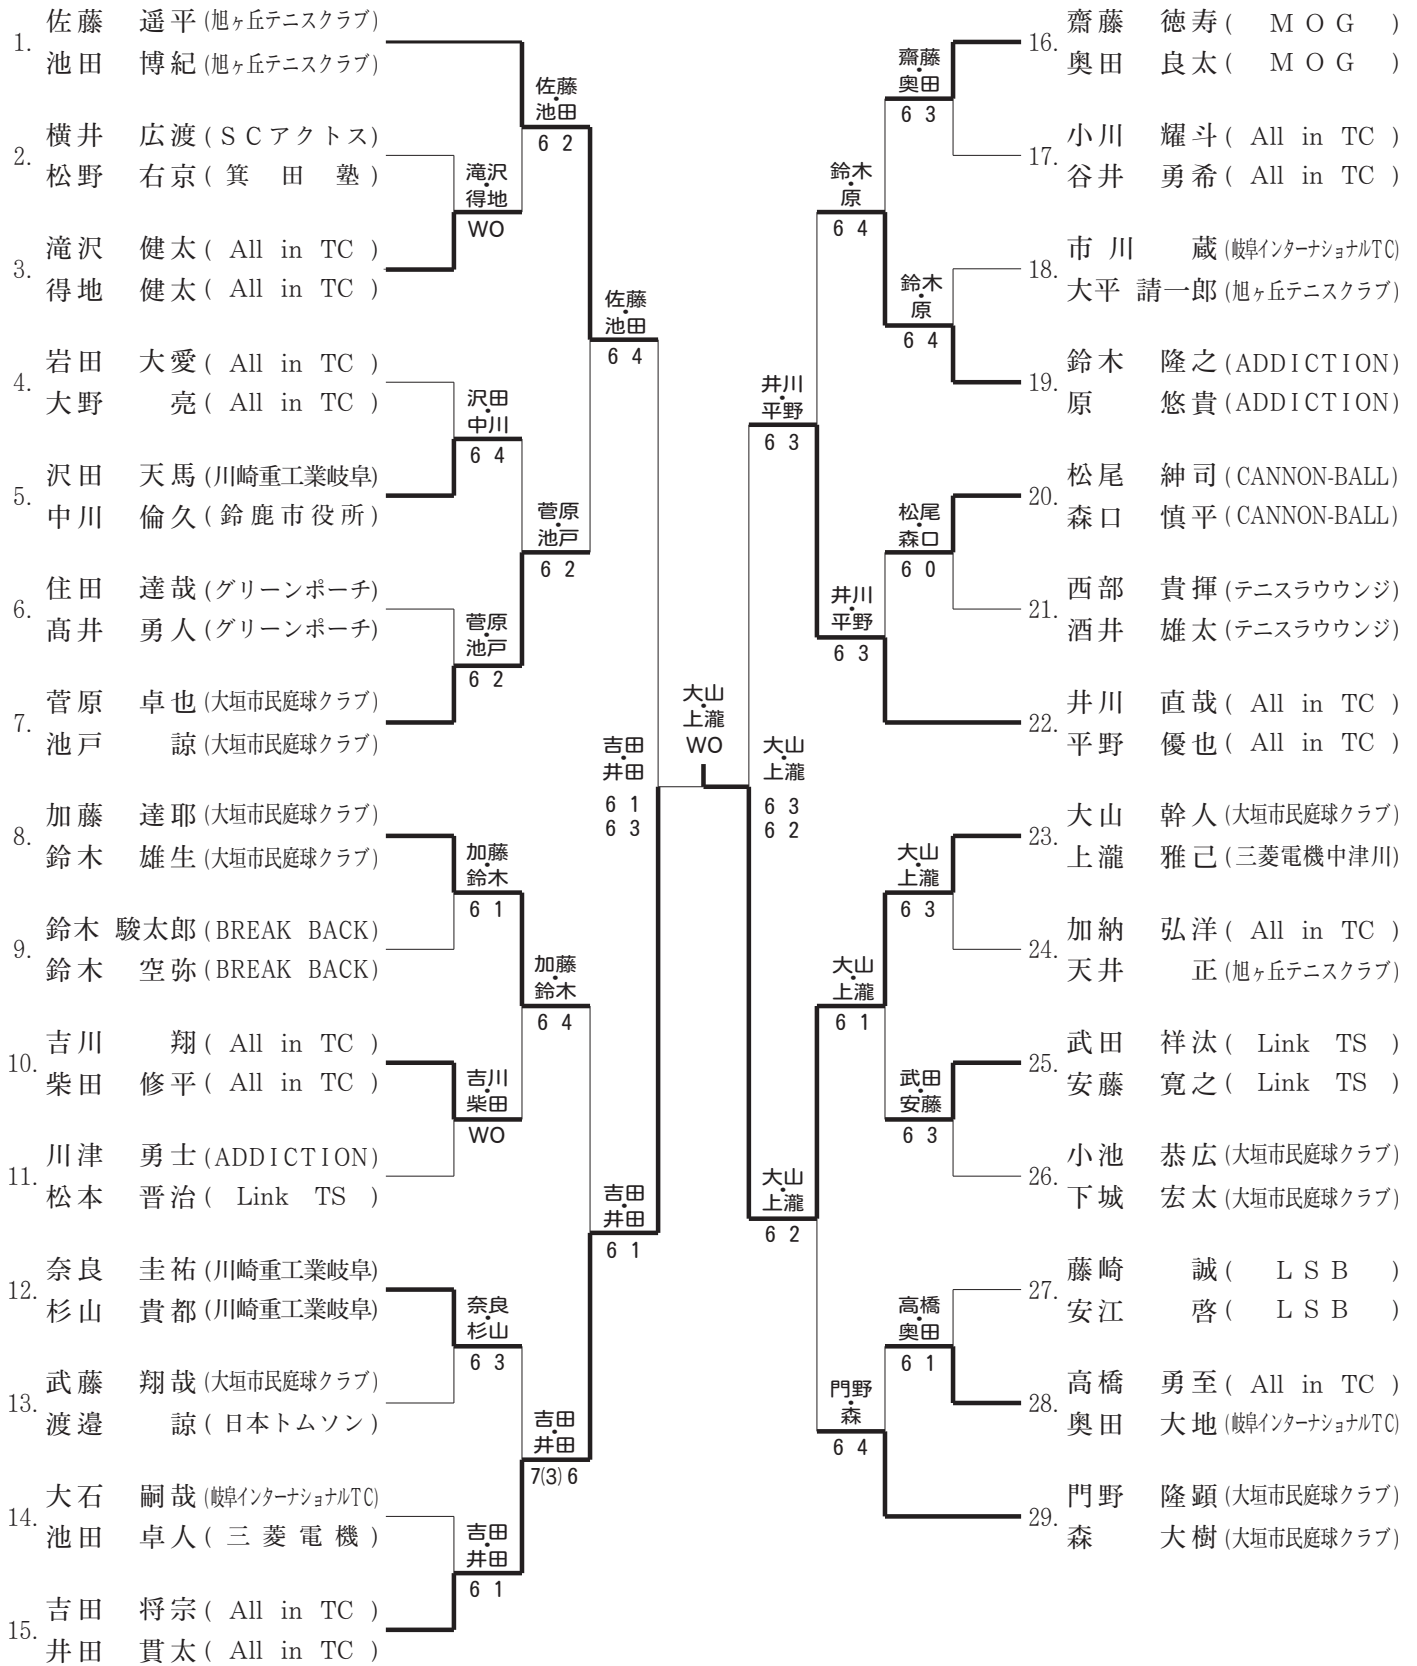 1.
佐藤 遥平(旭ヶ丘テニスクラブ)
池田 博紀(旭ヶ丘テニスクラブ)
2.
横井 広渡(SCアクトス)
松野 右京(箕田塾)
3.
滝沢 健太(All in TC)
得地 健太(All in TC)
4.
岩田 大愛(All in TC)
大野 亮(All in TC)
5.
沢田 天馬(川崎重工業岐阜)
中川 倫久(鈴鹿市役所)
6.
住田 達哉(グリーンポーチ)
髙井 勇人(グリーンポーチ)
7.
菅原 卓也(大垣市民庭球クラブ)
池戸 諒(大垣市民庭球クラブ)
8.
加藤 達耶(大垣市民庭球クラブ)
鈴木 雄生(大垣市民庭球クラブ)
9.
鈴木 駿太郎(BREAK BACK)
鈴木 空弥(BREAK BACK)
10.
吉川 翔(All in TC)
柴田 修平(All in TC)
11.
川津 勇士(ADDICTION)
松本 晋治(Link TS)
12.
奈良 圭祐(川崎重工業岐阜)
杉山 貴都(川崎重工業岐阜)
13.
武藤 翔哉(大垣市民庭球クラブ)
渡邉 諒(日本トムソン)
14.
大石 嗣哉(岐阜インターナショナルTC)
池田 卓人(三菱電機)
15.
吉田 将宗(All in TC)
井田 貫太(All in TC)
滝沢・
得地
WO
沢田・
中川
6 4
菅原・
池戸
6 2
加藤・
鈴木
6 1
吉川・
柴田
WO
奈良・
杉山
6 3
吉田・
井田
6 1
佐藤・
池田
6 2
菅原・
池戸
6 2
加藤・
鈴木
6 4
吉田・
井田
7(3)6
佐藤・
池田
6 4
吉田・
井田
6 1
吉田・
井田
6 1
6 3
大山・
上瀧
WO
大山・
上瀧
6 3
6 2
井川・
平野
6 3
大山・
上瀧
6 2
鈴木・
原
6 4
井川・
平野
6 3
大山・
上瀧
6 1
門野・
森
6 4
齋藤・
奥田
6 3
鈴木・
原
6 4
松尾・
森口
6 0
大山・
上瀧
6 3
武田・
安藤
6 3
高橋・
奥田
6 1
16.
齋藤 徳寿(MOG)
奥田 良太(MOG)
17.
小川 耀斗(All in TC)
谷井 勇希(All in TC)
18.
市川 蔵(岐阜インターナショナルTC)
大平 請一郎(旭ヶ丘テニスクラブ)
19.
鈴木 隆之(ADDICTION)
原 悠貴(ADDICTION)
20.
松尾 紳司(CANNON-BALL)
森口 慎平(CANNON-BALL)
21.
西部 貴揮(テニスラウウンジ)
酒井 雄太(テニスラウウンジ)
22.
井川 直哉(All in TC)
平野 優也(All in TC)
23.
大山 幹人(大垣市民庭球クラブ)
上瀧 雅己(三菱電機中津川)
24.
加納 弘洋(All in TC)
天井 正(旭ヶ丘テニスクラブ)
25.
武田 祥汰(Link TS)
安藤 寛之(Link TS)
26.
小池 恭広(大垣市民庭球クラブ)
下城 宏太(大垣市民庭球クラブ)
27.
藤崎 誠(LSB)
安江 啓(LSB)
28.
高橋 勇至(All in TC)
奥田 大地(岐阜インターナショナルTC)
29.
門野 隆顕(大垣市民庭球クラブ)
森 大樹(大垣市民庭球クラブ)